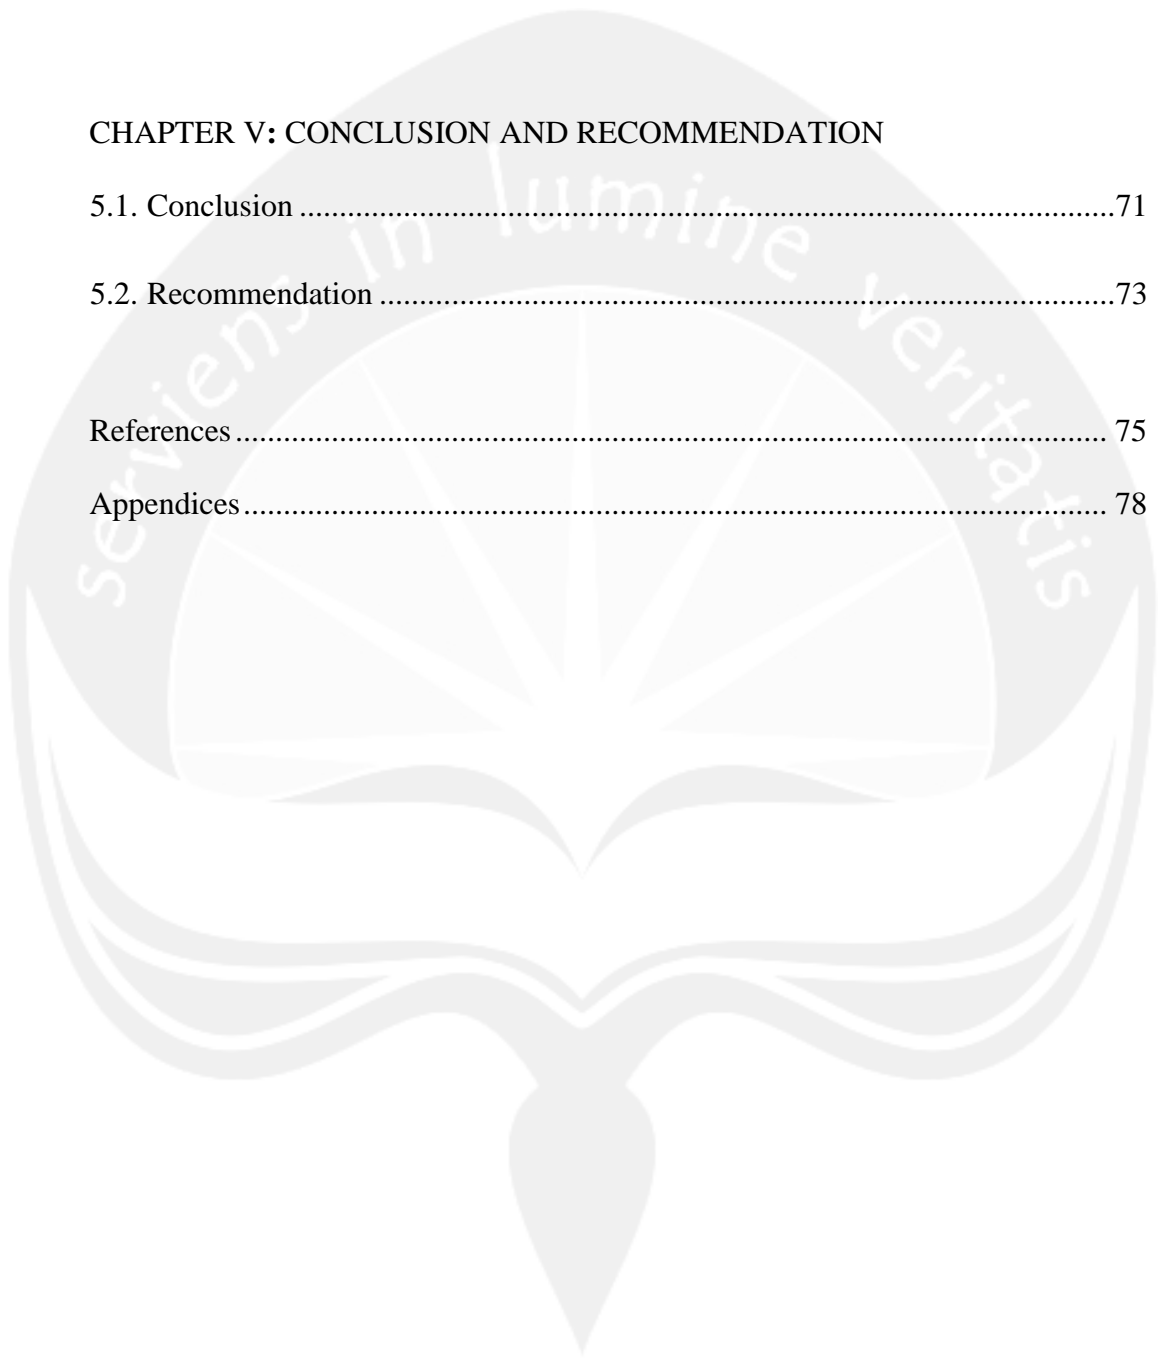 CHAPTER V: CONCLUSION AND RECOMMENDATION
5.1. Conclusion ........................................................................................................71
5.2. Recommendation ..............................................................................................73
References ............................................................................................................... 75
Appendices .............................................................................................................. 78
serviens in lumine veritatis